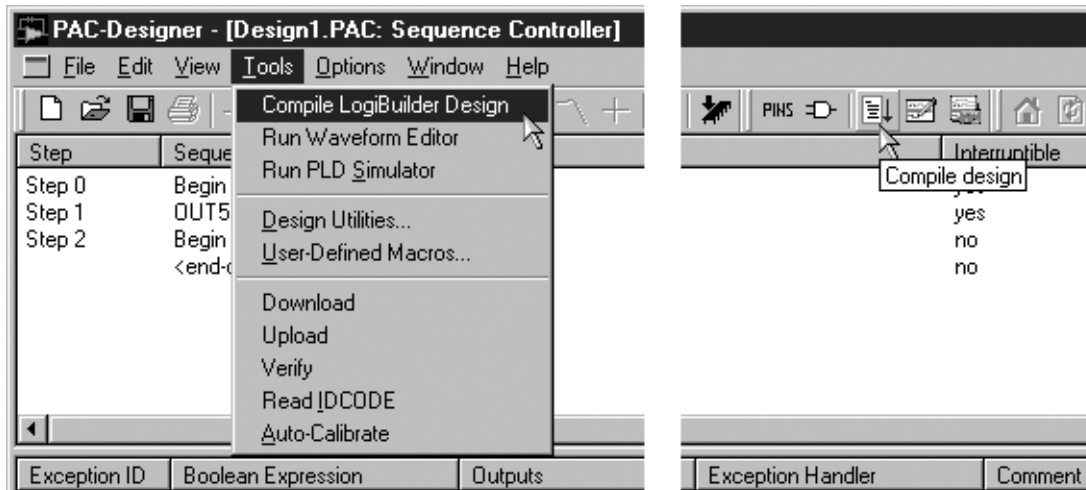 PAC-Designer - [Design1.PAC: Sequence Controller]
File Edit View Tools Options Window Help
PINS
Compile LogiBuilder Design
Run Waveform Editor
Run PLD Simulator
Design Utilities...
User-Defined Macros...
Download
Upload
Verify
Read IDCODE
Auto-Calibrate
Step Seque Interruptible
Compile design
Step 0 Begin
Step 1 OUT5 yes
Step 2 Begin no
<end- no
Exception ID Boolean Expression Outputs Exception Handler Comment